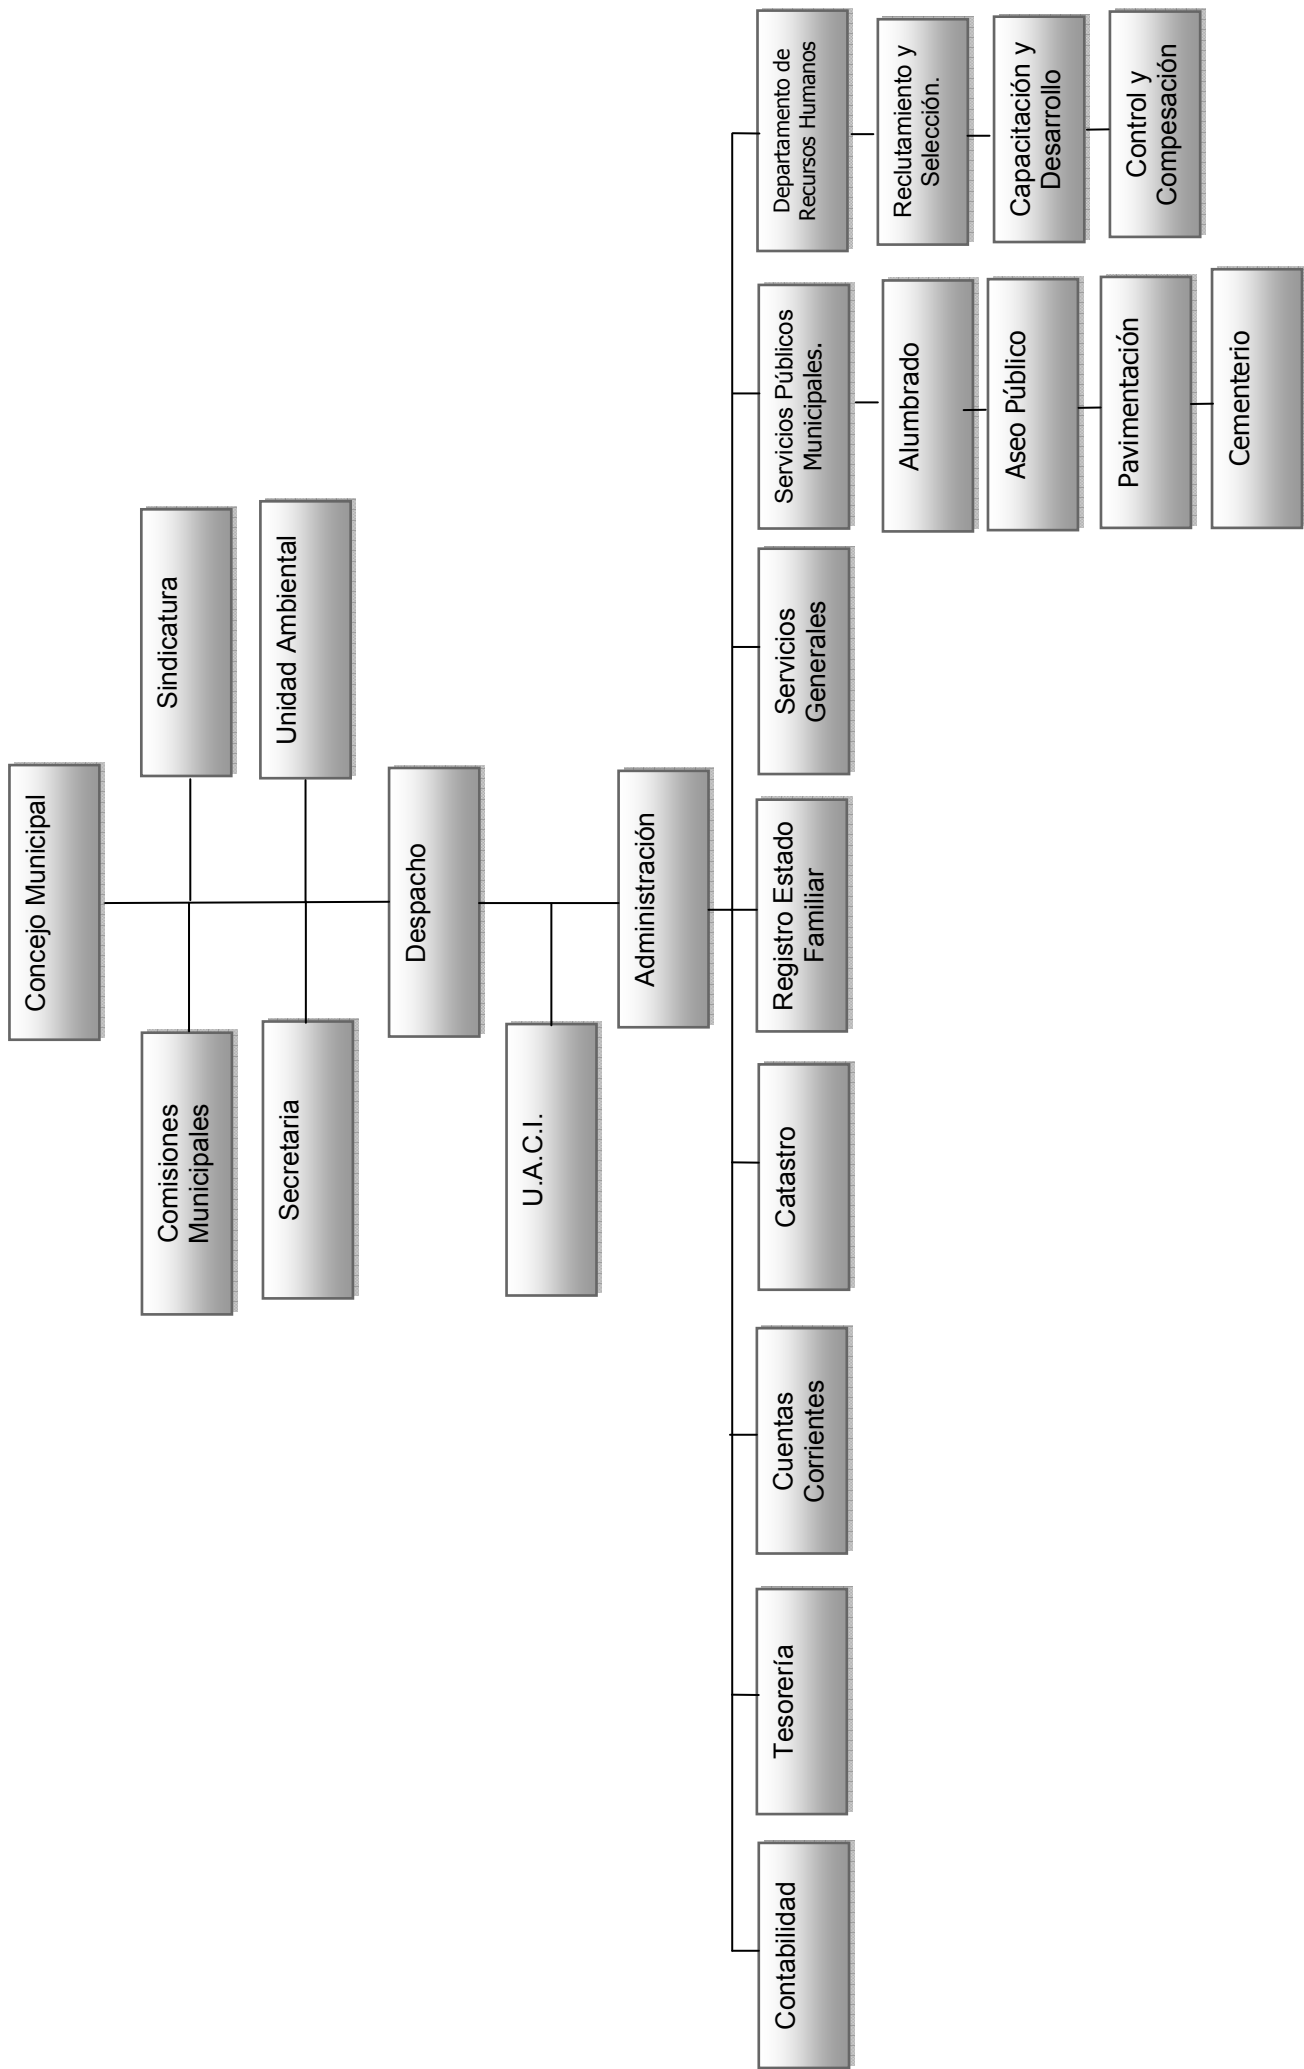 Concejo Municipal
Comisiones
Municipales
Sindicatura
Secretaria
Unidad Ambiental
Despacho
U.A.C.I.
Administración
Contabilidad
Tesorería
Cuentas
Corrientes
Catastro
Registro Estado
Familiar
Servicios
Generales
Servicios Públicos
Municipales.
Alumbrado
Aseo Público
Pavimentación
Cementerio
Departamento de
Recursos Humanos
Reclutamiento y
Selección.
Capacitación y
Desarrollo
Control y
Compesación